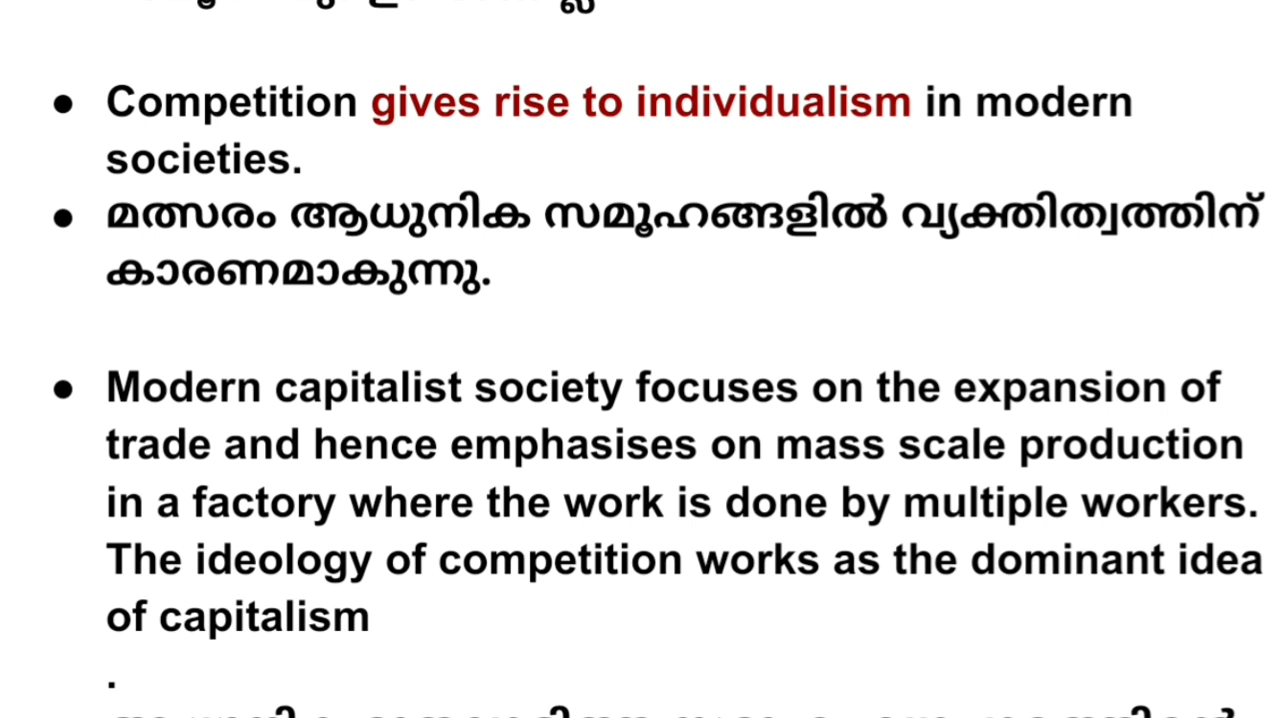 ● Competition gives rise to individualism in modern
societies.
● മത്സരം ആധുനിക സമൂഹങ്ങളിൽ വ്യക്തിത്വത്തിന്
കാരണമാകുന്നു.
● Modern capitalist society focuses on the expansion of
trade and hence emphasises on mass scale production
in a factory where the work is done by multiple workers.
The ideology of competition works as the dominant idea
of capitalism
.